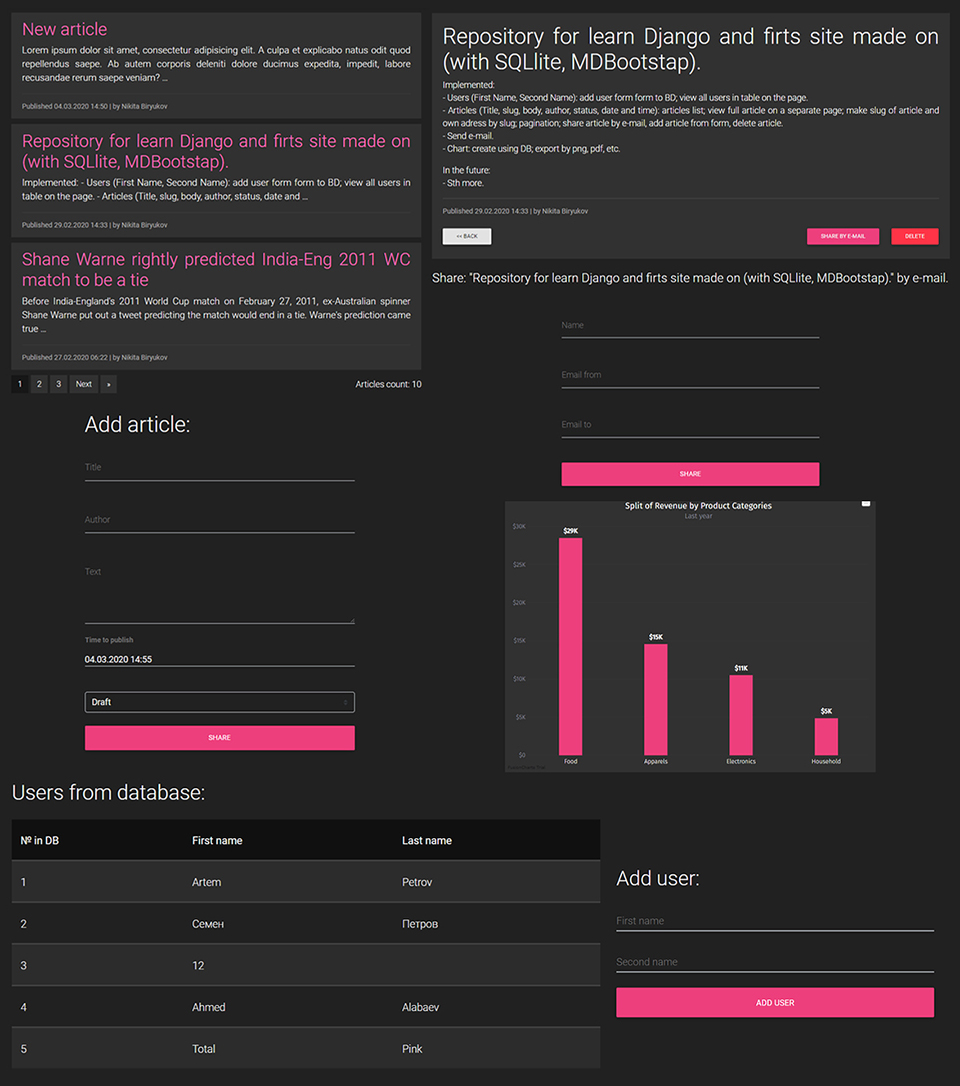 New article
Lorem ipsum dolor sit amet, consectetur adipisicing elit. A culpa et explicabo natus odit quod
repellendus saepe. Ab autem corporis deleniti dolore ducimus expedita, impedit, labore
recusandae rerum saepe veniam? ...
Published 04.03.2020 14:50 | by Nikita Biryukov
Repository for learn Django and firts site made on
(with SQLlite, MDBootstap).
Implemented: - Users (First Name, Second Name): add user form form to BD; view all users in
table on the page. - Articles (Title, slug, body, author, status, date and ...
Published 29.02.2020 14:33 | by Nikita Biryukov
Shane Warne rightly predicted India-Eng 2011 WC
match to be a tie
Before India-England's 2011 World Cup match on February 27, 2011, ex-Australian spinner
Shane Warne put out a tweet predicting the match would end in a tie. Warne's prediction came
true ...
Published 27.02.2020 06:22 | by Nikita Biryukov
1 2 3 Next » Articles count: 10
Repository for learn Django and firts site made on
(with SQLlite, MDBootstap).
Implemented:
- Users (First Name, Second Name): add user form form to BD; view all users in table on the page.
- Articles (Title, slug, body, author, status, date and time): articles list; view full article on a separate page; make slug of article and
own adress by slug; pagination; share article by e-mail, add article from form, delete article.
- Send e-mail.
- Chart: create using DB; export by png, pdf, etc.
In the future:
- Sth more.
Published 29.02.2020 14:33 | by Nikita Biryukov
<< BACK SHARE BY E-MAIL DELETE
Share: "Repository for learn Django and firts site made on (with SQLlite, MDBootstap)." by e-mail.
Name
Email from
Email to
SHARE
Add article:
Title
Author
Text
Time to publish
04.03.2020 14:55
Draft
SHARE
Split of Revenue by Product Categories
Last year
$30K
$25K
$20K
$15K
$10K
$5K
$0
$29K
$15K
$11K
$5K
Food Apparels Electronics Household
Users from database:
№ in DB First name Last name
1 Artem Petrov
2 Семен Петров
3 12
4 Ahmed Alabaev
5 Total Pink
Add user:
First name
Second name
ADD USER